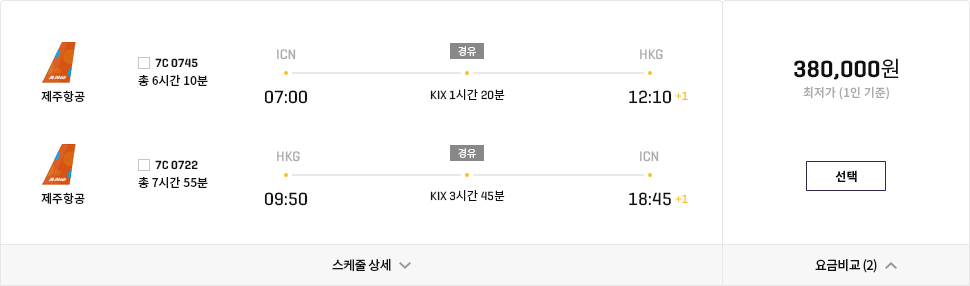 ICN 경유 HKG
7C 0745
총 6시간 10분
제주항공
07:00 KIX 1시간 20분 12:10 +1
380,000원
최저가 (1인 기준)
HKG 경유 ICN
7C 0722
총 7시간 55분
제주항공
09:50 KIX 3시간 45분 18:45 +1
선택
스케줄 상세 요금비교 (2)